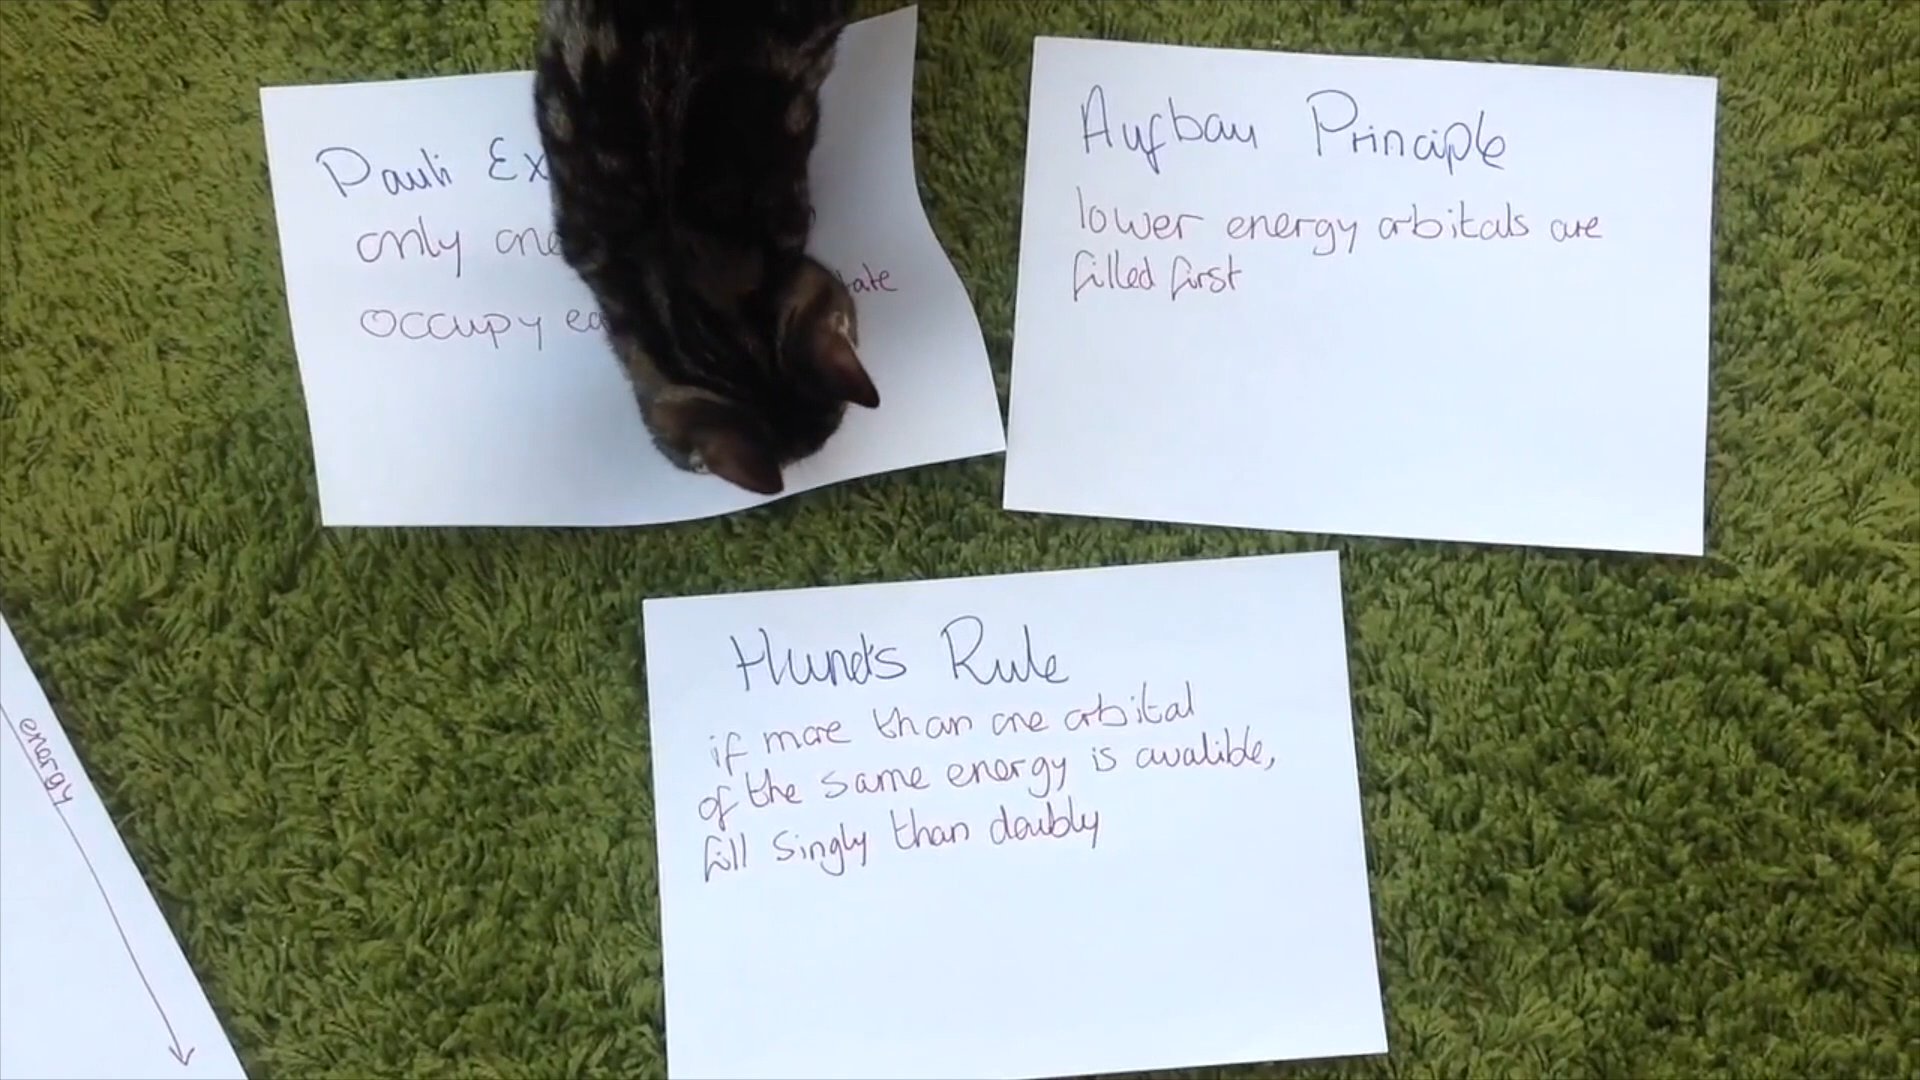 Pauli Ex
only one
tate
occupy ea
Aufbau Principle
lower energy orbitals are
filled first
Hund's Rule
if more than one orbital
of the same energy is avalible,
fill singly than doubly
energy